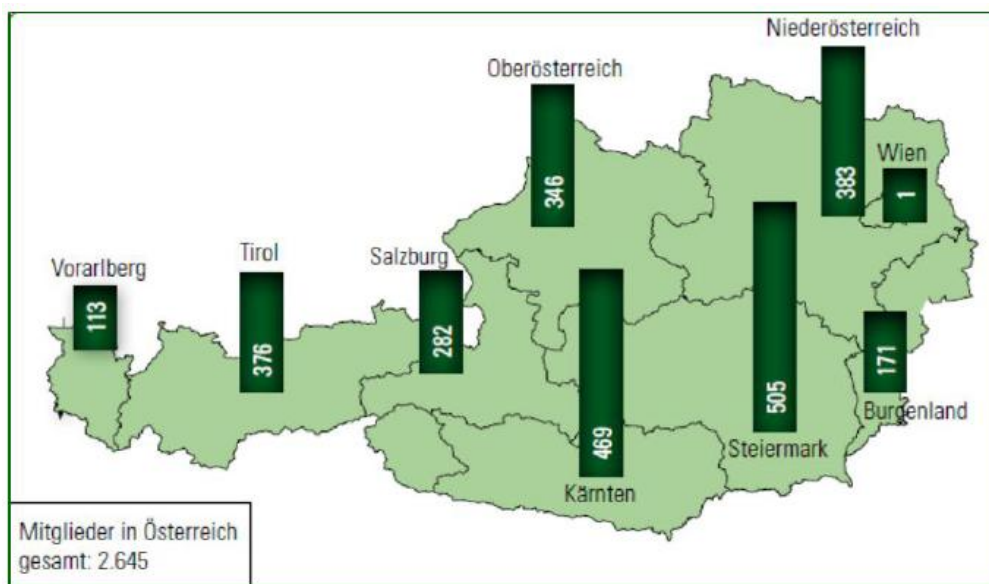 Niederösterreich
383
Oberösterreich
346
Wien
1
Tirol
376
Salzburg
282
Vorarlberg
113
469
Kärnten
505
Steiermark
171
Burgenland
Mitglieder in Österreich
gesamt: 2.645